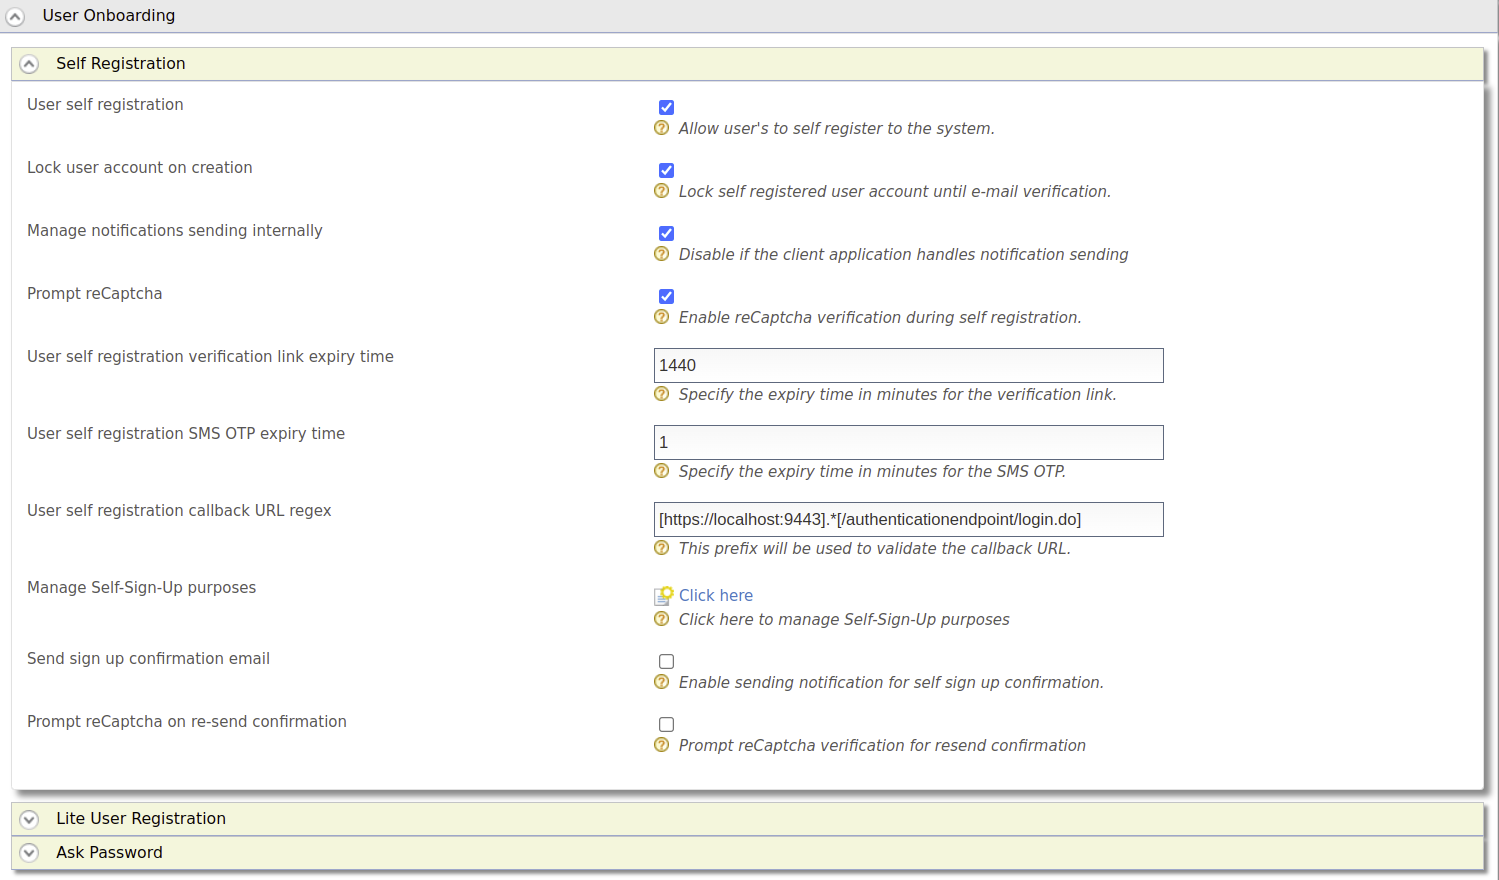 User Onboarding
Self Registration
User self registration
Allow user's to self register to the system.
Lock user account on creation
Lock self registered user account until e-mail verification.
Manage notifications sending internally
Disable if the client application handles notification sending
Prompt reCaptcha
Enable reCaptcha verification during self registration.
User self registration verification link expiry time
1440
Specify the expiry time in minutes for the verification link.
User self registration SMS OTP expiry time
1
Specify the expiry time in minutes for the SMS OTP.
User self registration callback URL regex
[https://localhost:9443].*[/authenticationendpoint/login.do]
This prefix will be used to validate the callback URL.
Manage Self-Sign-Up purposes
Click here
Click here to manage Self-Sign-Up purposes
Send sign up confirmation email
Enable sending notification for self sign up confirmation.
Prompt reCaptcha on re-send confirmation
Prompt reCaptcha verification for resend confirmation
Lite User Registration
Ask Password